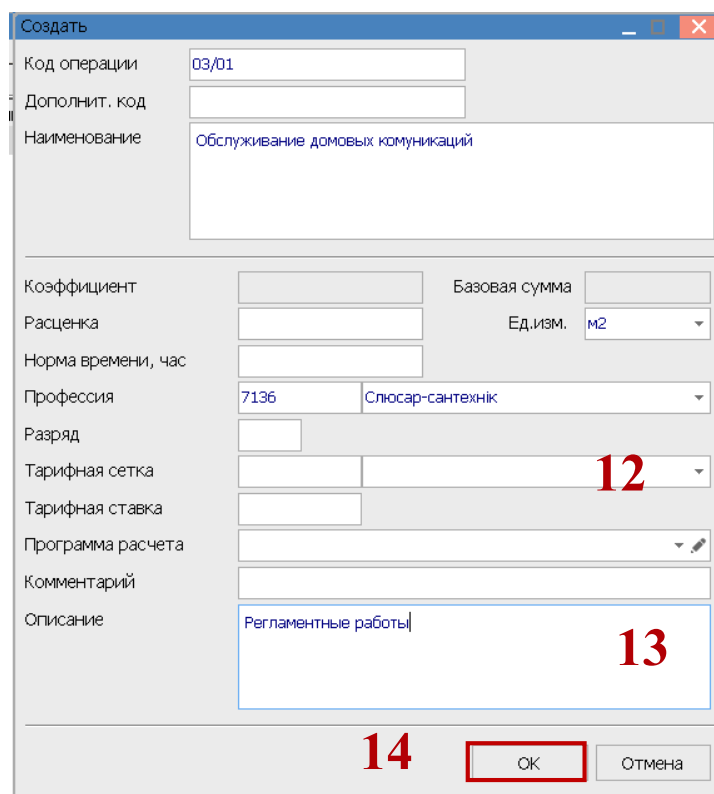 Создать
Код операции 03/01
Дополнит. код
Наименование Обслуживание домовых комуникаций
Коэффициент Базовая сумма
Расценка Ед.изм. м2
Норма времени, час
Профессия 7136 Слюсар-сантехнік
Разряд
Тарифная сетка 12
Тарифная ставка
Программа расчета
Комментарий
Описание Регламентные работы
13
14 ОК Отмена